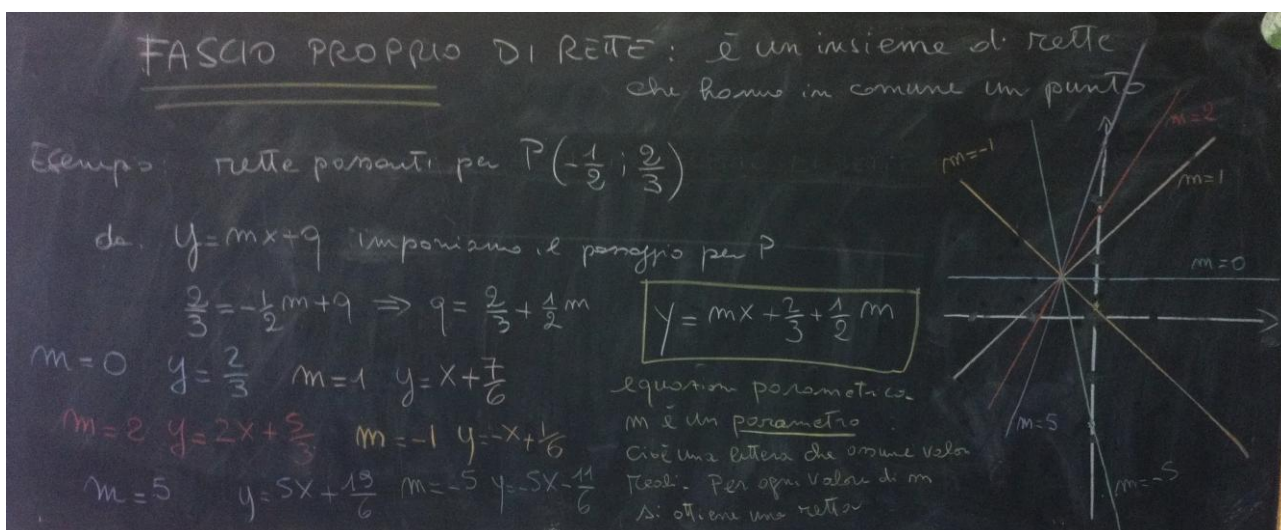 FASCIO PROPRIO DI RETTE: è un insieme di rette
che hanno in comune un punto
Esempio: rette passanti per P(-1/2; 2/3)
da y=mx+q imponiamo il passaggio per P
2/3=-1/2m+q ⇒ q=2/3+1/2m
y=mx+2/3+1/2m
m=0 y=2/3 m=1 y=x+7/6
m=2 y=2x+5/3 m=-1 y=-x+1/6
m=5 y=5x+19/6 m=-5 y=-5x-11/6
equazion parametrica
m è un parametro
cioè una lettera che assume valori
reali. Per ogni valore di m
si ottiene una retta
m=2
m=-1
m=1
m=0
m=5
m=-5